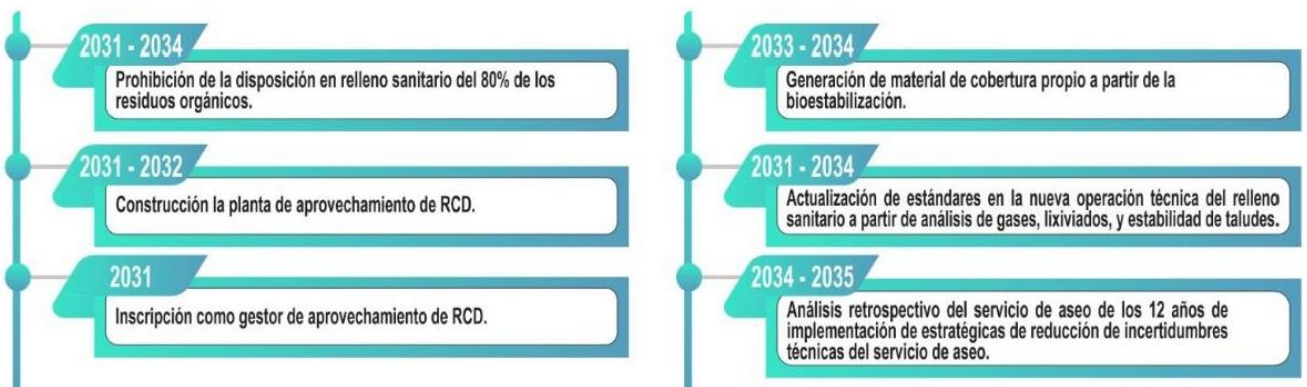 2031 - 2034
Prohibición de la disposición en relleno sanitario del 80% de los
residuos orgánicos.
2031 - 2032
Construcción la planta de aprovechamiento de RCD.
2031
Inscripción como gestor de aprovechamiento de RCD.
2033 - 2034
Generación de material de cobertura propio a partir de la
bioestabilización.
2031 - 2034
Actualización de estándares en la nueva operación técnica del relleno
sanitario a partir de análisis de gases, lixiviados, y estabilidad de taludes.
2034 - 2035
Análisis retrospectivo del servicio de aseo de los 12 años de
implementación de estratégicas de reducción de incertidumbres
técnicas del servicio de aseo.